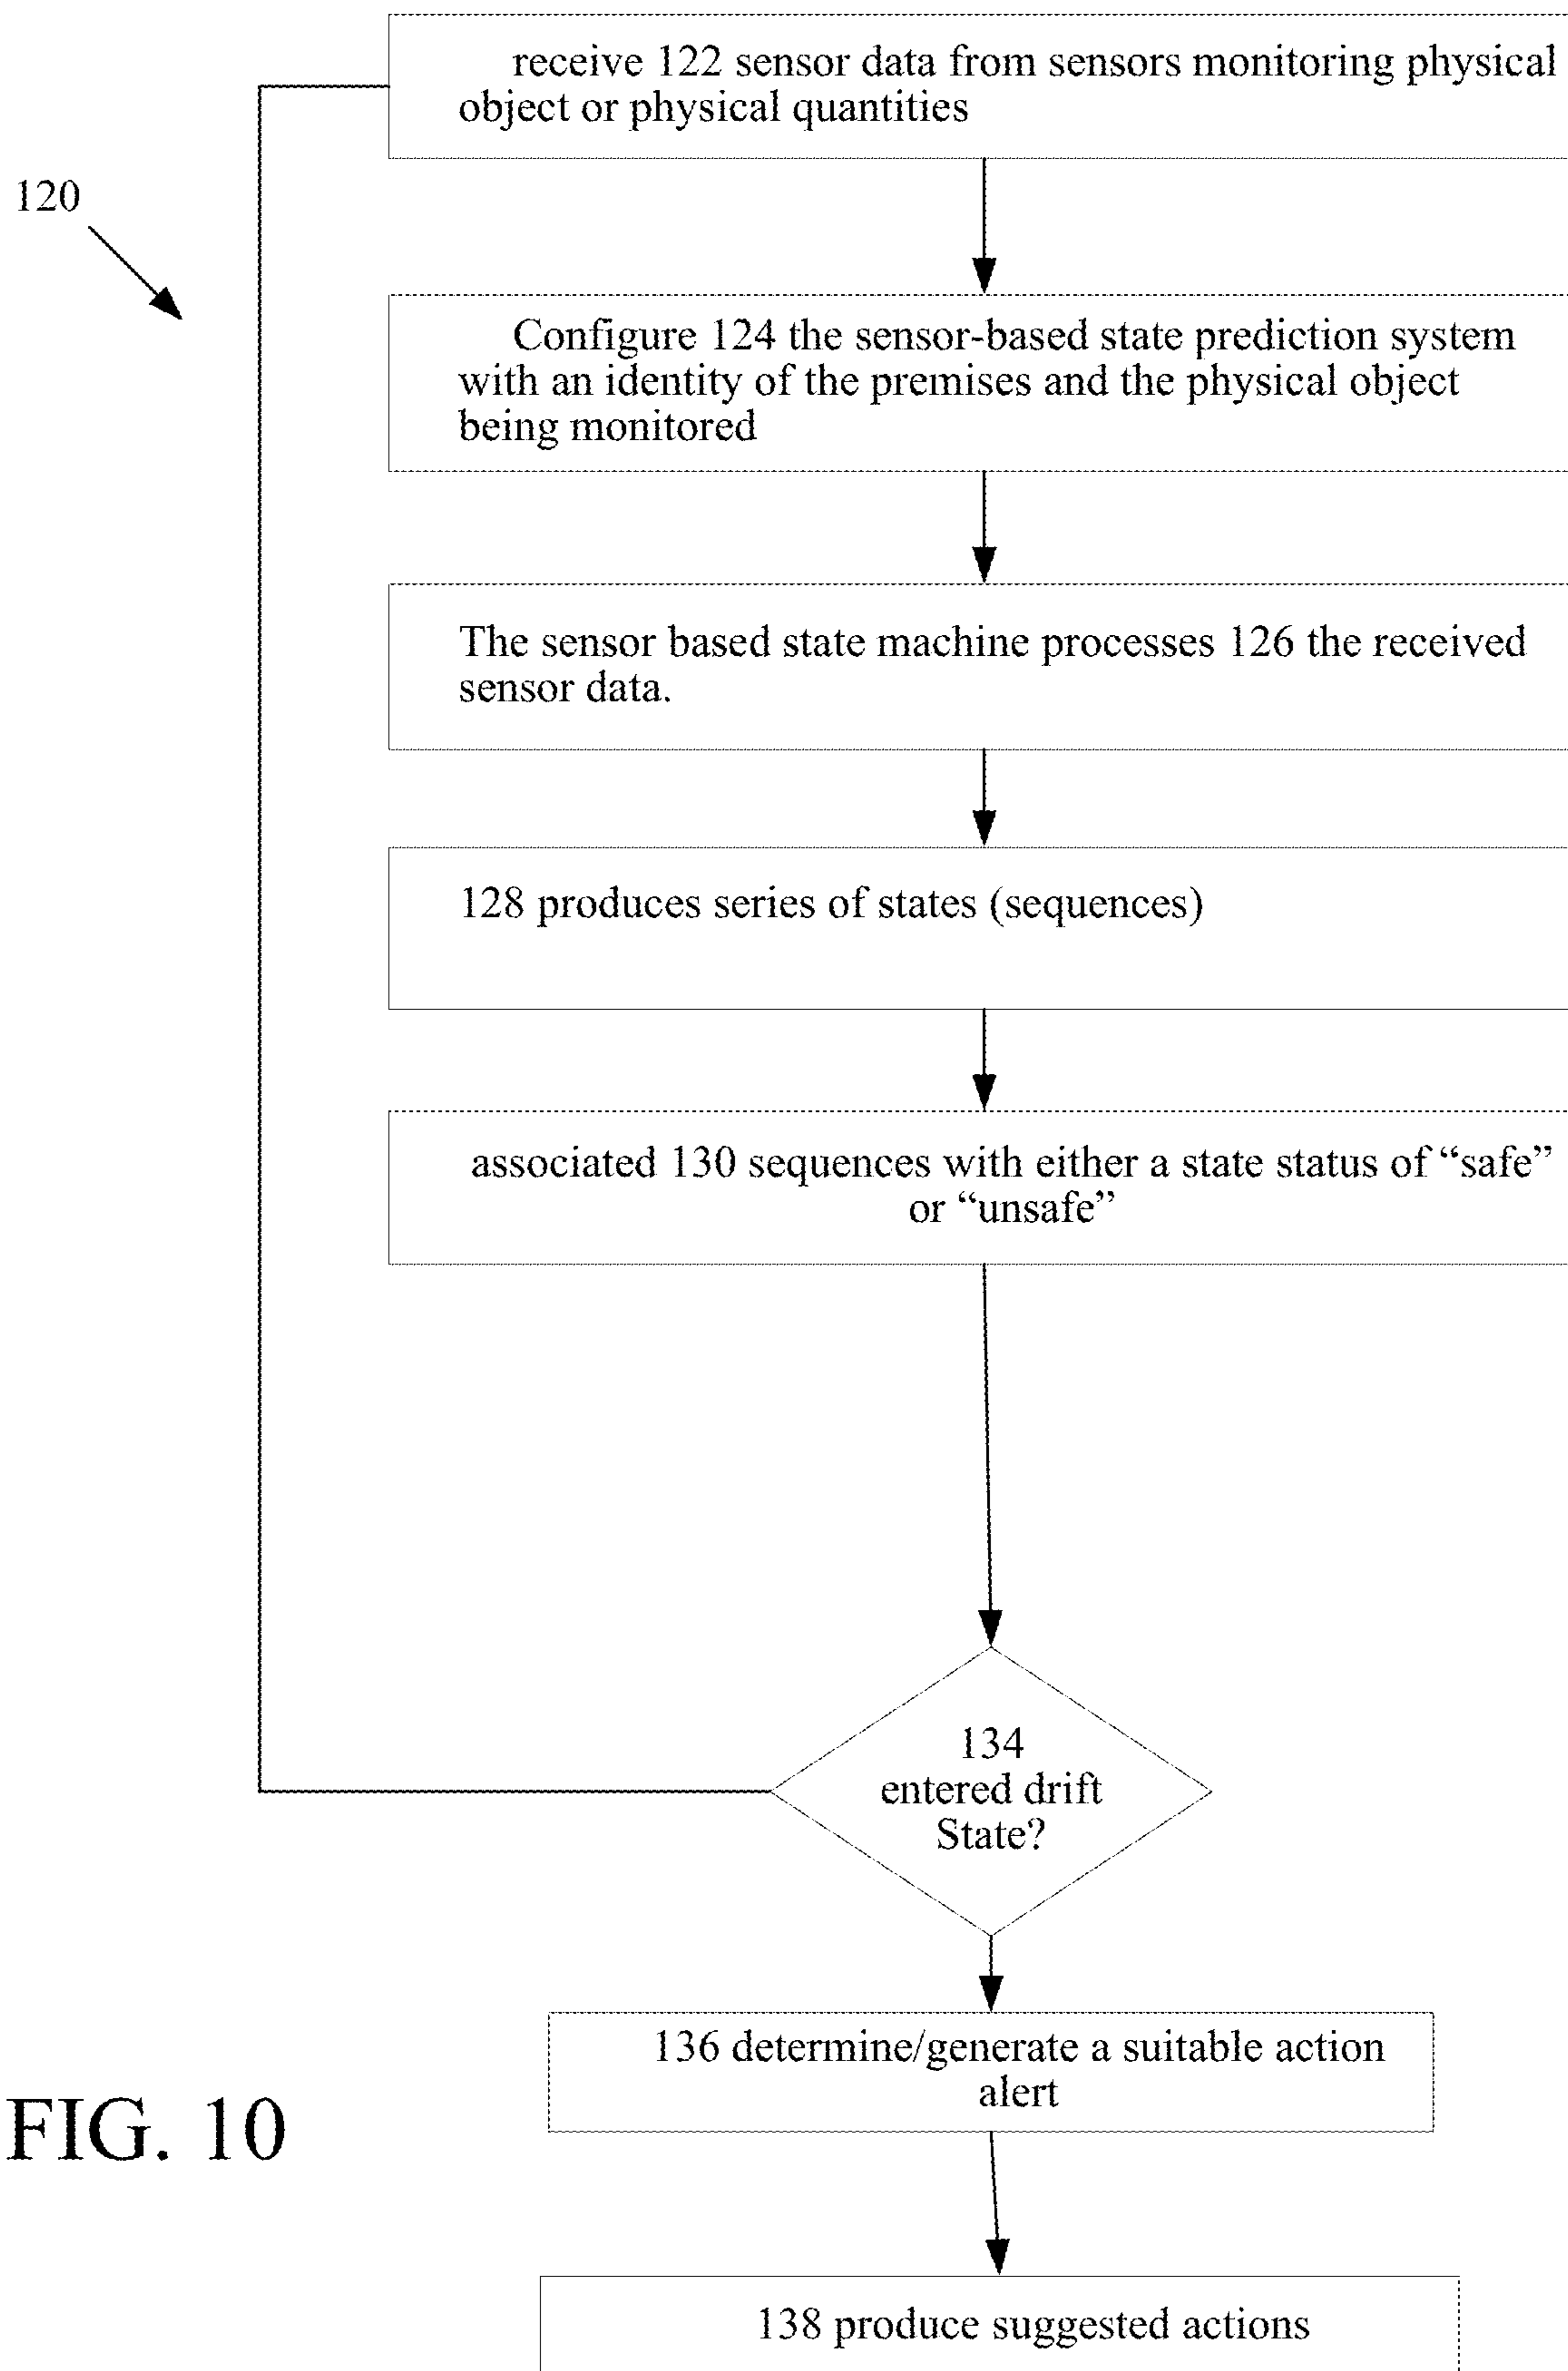 receive 122 sensor data from sensors monitoring physical
object or physical quantities
120
Configure 124 the sensor-based state prediction system
with an identity of the premises and the physical object
being monitored
The sensor based state machine processes 126 the received
sensor data.
128 produces series of states (sequences)
associated 130 sequences with either a state status of “safe”
or “unsafe”
134
entered drift
State?
136 determine/generate a suitable action
alert
FIG. 10
138 produce suggested actions